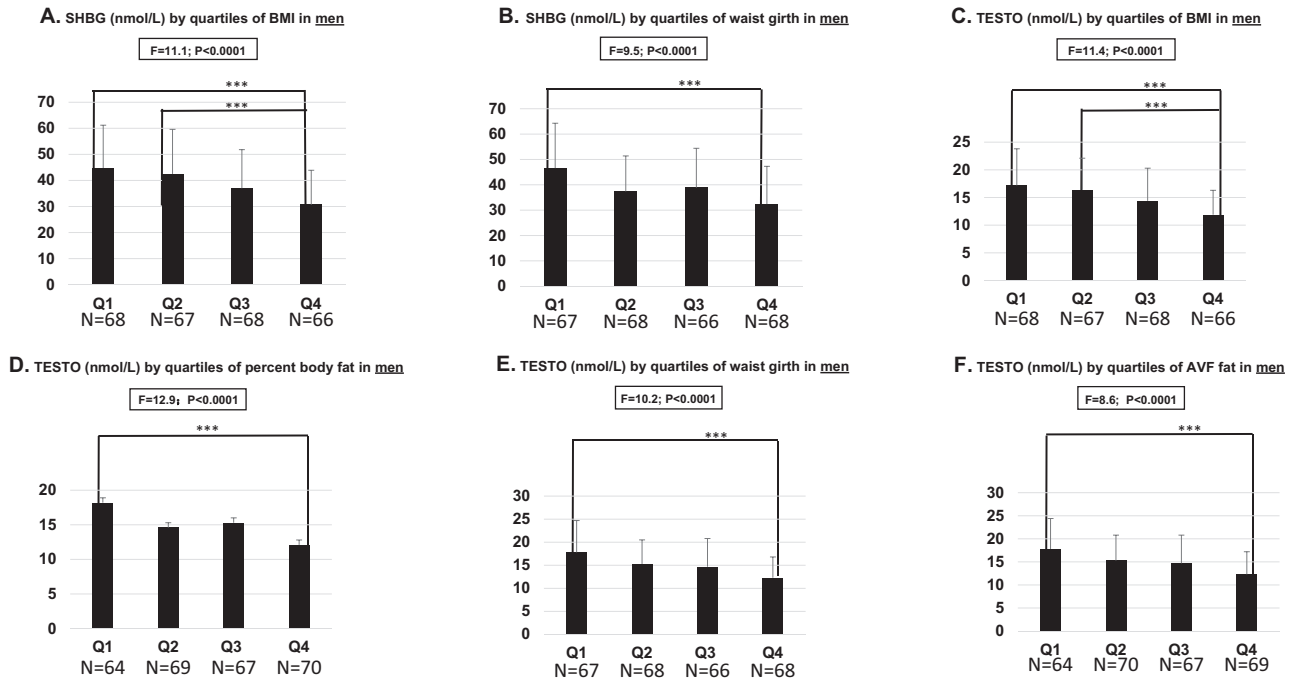 A. SHBG (nmol/L) by quartiles of BMI in men
F=11.1; P<0.0001
***
***
70
60
50
40
30
20
10
0
Q1 Q2 Q3 Q4
N=68 N=67 N=68 N=66
B. SHBG (nmol/L) by quartiles of waist girth in men
F=9.5; P<0.0001
***
70
60
50
40
30
20
10
0
Q1 Q2 Q3 Q4
N=67 N=68 N=66 N=68
C. TESTO (nmol/L) by quartiles of BMI in men
F=11.4; P<0.0001
***
***
25
20
15
10
5
0
Q1 Q2 Q3 Q4
N=68 N=67 N=68 N=66
D. TESTO (nmol/L) by quartiles of percent body fat in men
F=12.9; P<0.0001
***
20
15
10
5
0
Q1 Q2 Q3 Q4
N=64 N=69 N=67 N=70
E. TESTO (nmol/L) by quartiles of waist girth in men
F=10.2; P<0.0001
***
30
25
20
15
10
5
0
Q1 Q2 Q3 Q4
N=67 N=68 N=66 N=68
F. TESTO (nmol/L) by quartiles of AVF fat in men
F=8.6; P<0.0001
***
30
25
20
15
10
5
0
Q1 Q2 Q3 Q4
N=64 N=70 N=67 N=69